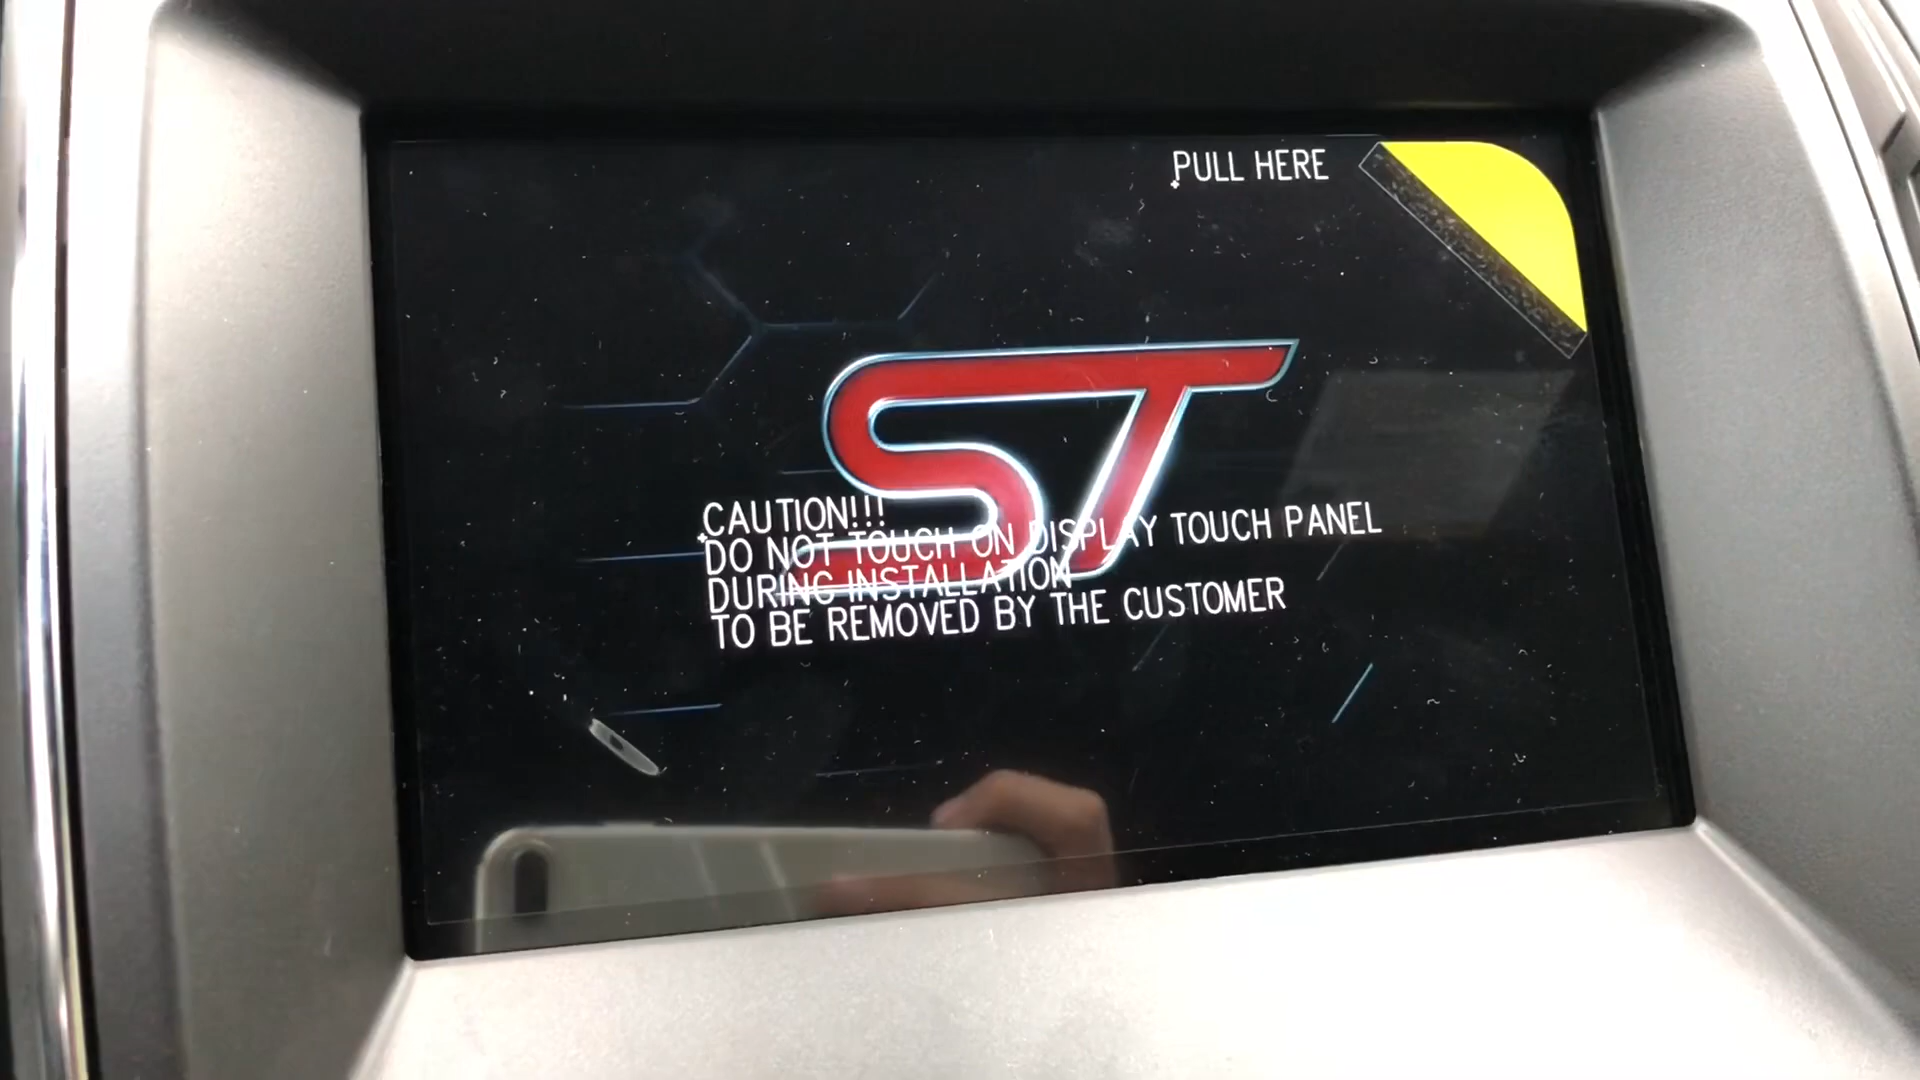 PULL HERE
ST
CAUTION!!!
DO NOT TOUCH ON DISPLAY TOUCH PANEL
DURING INSTALLATION
TO BE REMOVED BY THE CUSTOMER